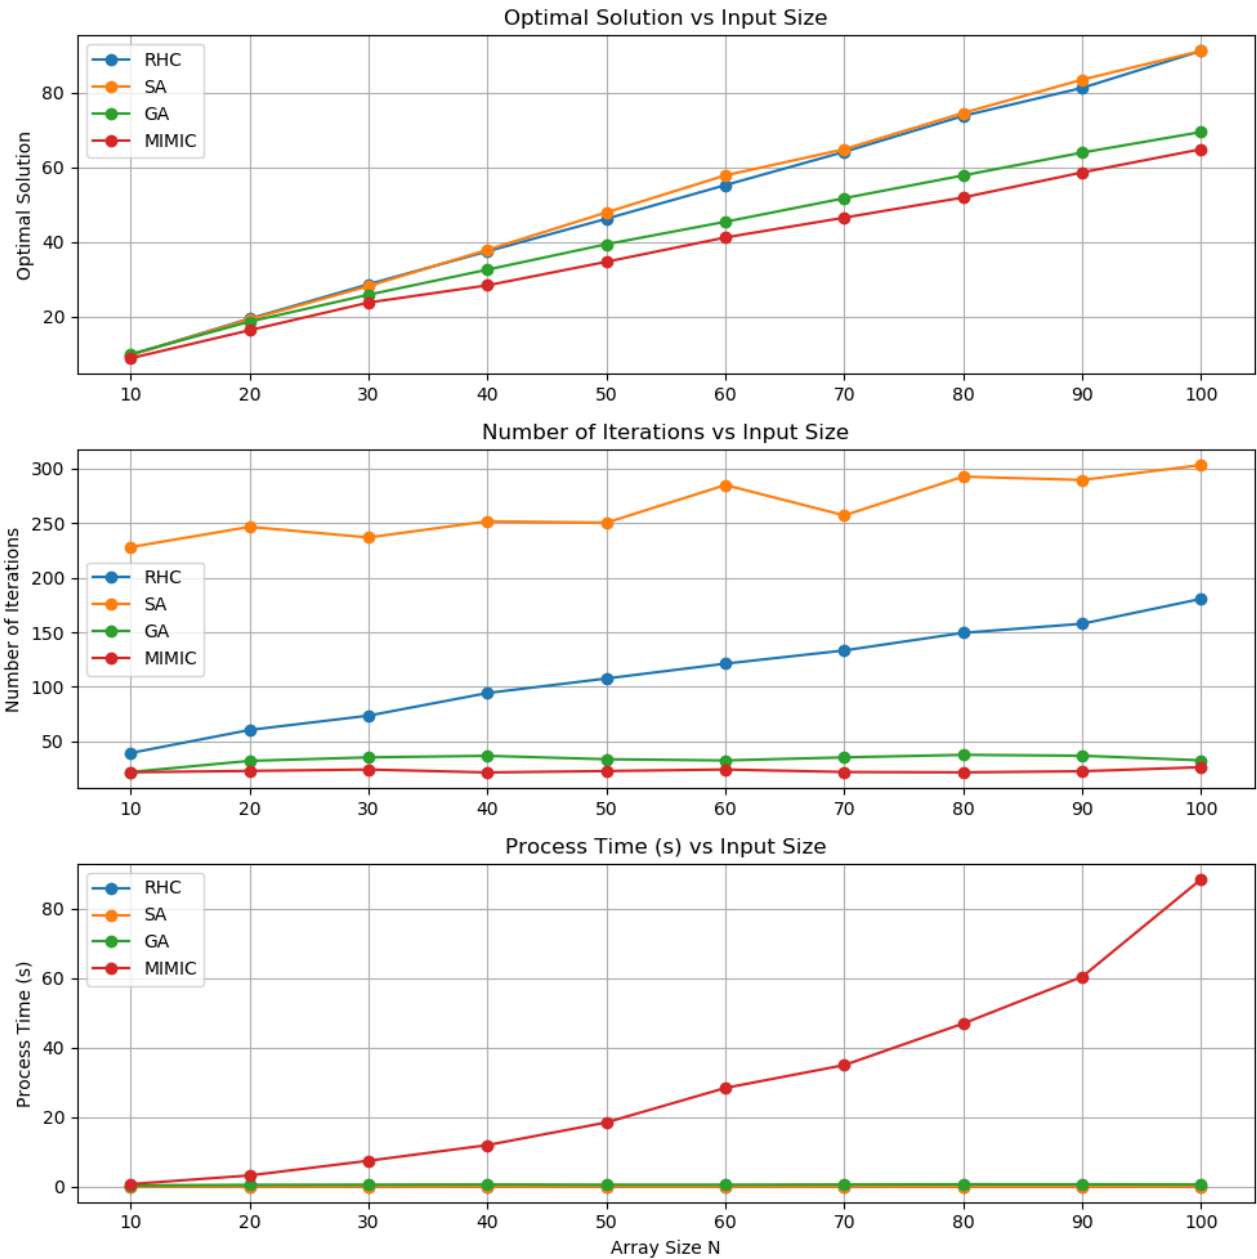 Optimal Solution vs Input Size
Optimal Solution
80
60
40
20
RHC
SA
GA
MIMIC
10 20 30 40 50 60 70 80 90 100
Number of Iterations vs Input Size
Number of Iterations
300
250
200
150
100
50
RHC
SA
GA
MIMIC
10 20 30 40 50 60 70 80 90 100
Process Time (s) vs Input Size
Process Time (s)
80
60
40
20
0
RHC
SA
GA
MIMIC
10 20 30 40 50 60 70 80 90 100
Array Size N